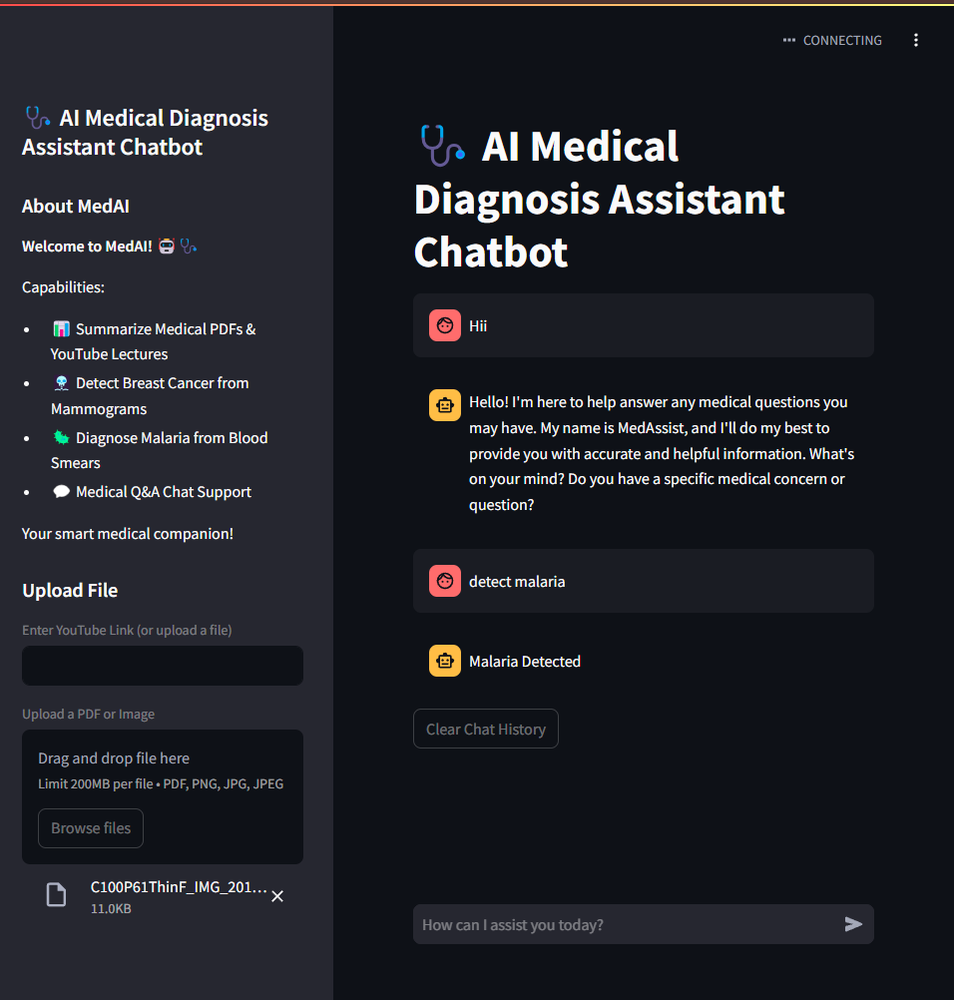 CONNECTING
AI Medical Diagnosis
Assistant Chatbot
About MedAI
Welcome to MedAI!
Capabilities:
Summarize Medical PDFs &
YouTube Lectures
Detect Breast Cancer from
Mammograms
Diagnose Malaria from Blood
Smears
Medical Q&A Chat Support
Your smart medical companion!
Upload File
Enter YouTube Link (or upload a file)
Upload a PDF or Image
Drag and drop file here
Limit 200MB per file • PDF, PNG, JPG, JPEG
Browse files
C100P61ThinF_IMG_201...
11.0KB
AI Medical
Diagnosis Assistant
Chatbot
Hii
Hello! I'm here to help answer any medical questions you
may have. My name is MedAssist, and I'll do my best to
provide you with accurate and helpful information. What's
on your mind? Do you have a specific medical concern or
question?
detect malaria
Malaria Detected
Clear Chat History
How can I assist you today?